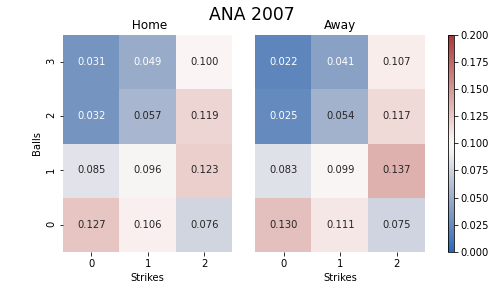 ANA 2007
Home Away
3 0.031 0.049 0.100 0.022 0.041 0.107
2 0.032 0.057 0.119 0.025 0.054 0.117
1 0.085 0.096 0.123 0.083 0.099 0.137
0 0.127 0.106 0.076 0.130 0.111 0.075
Balls
0 1 2 0 1 2
Strikes Strikes
0.200
0.175
0.150
0.125
0.100
0.075
0.050
0.025
0.000